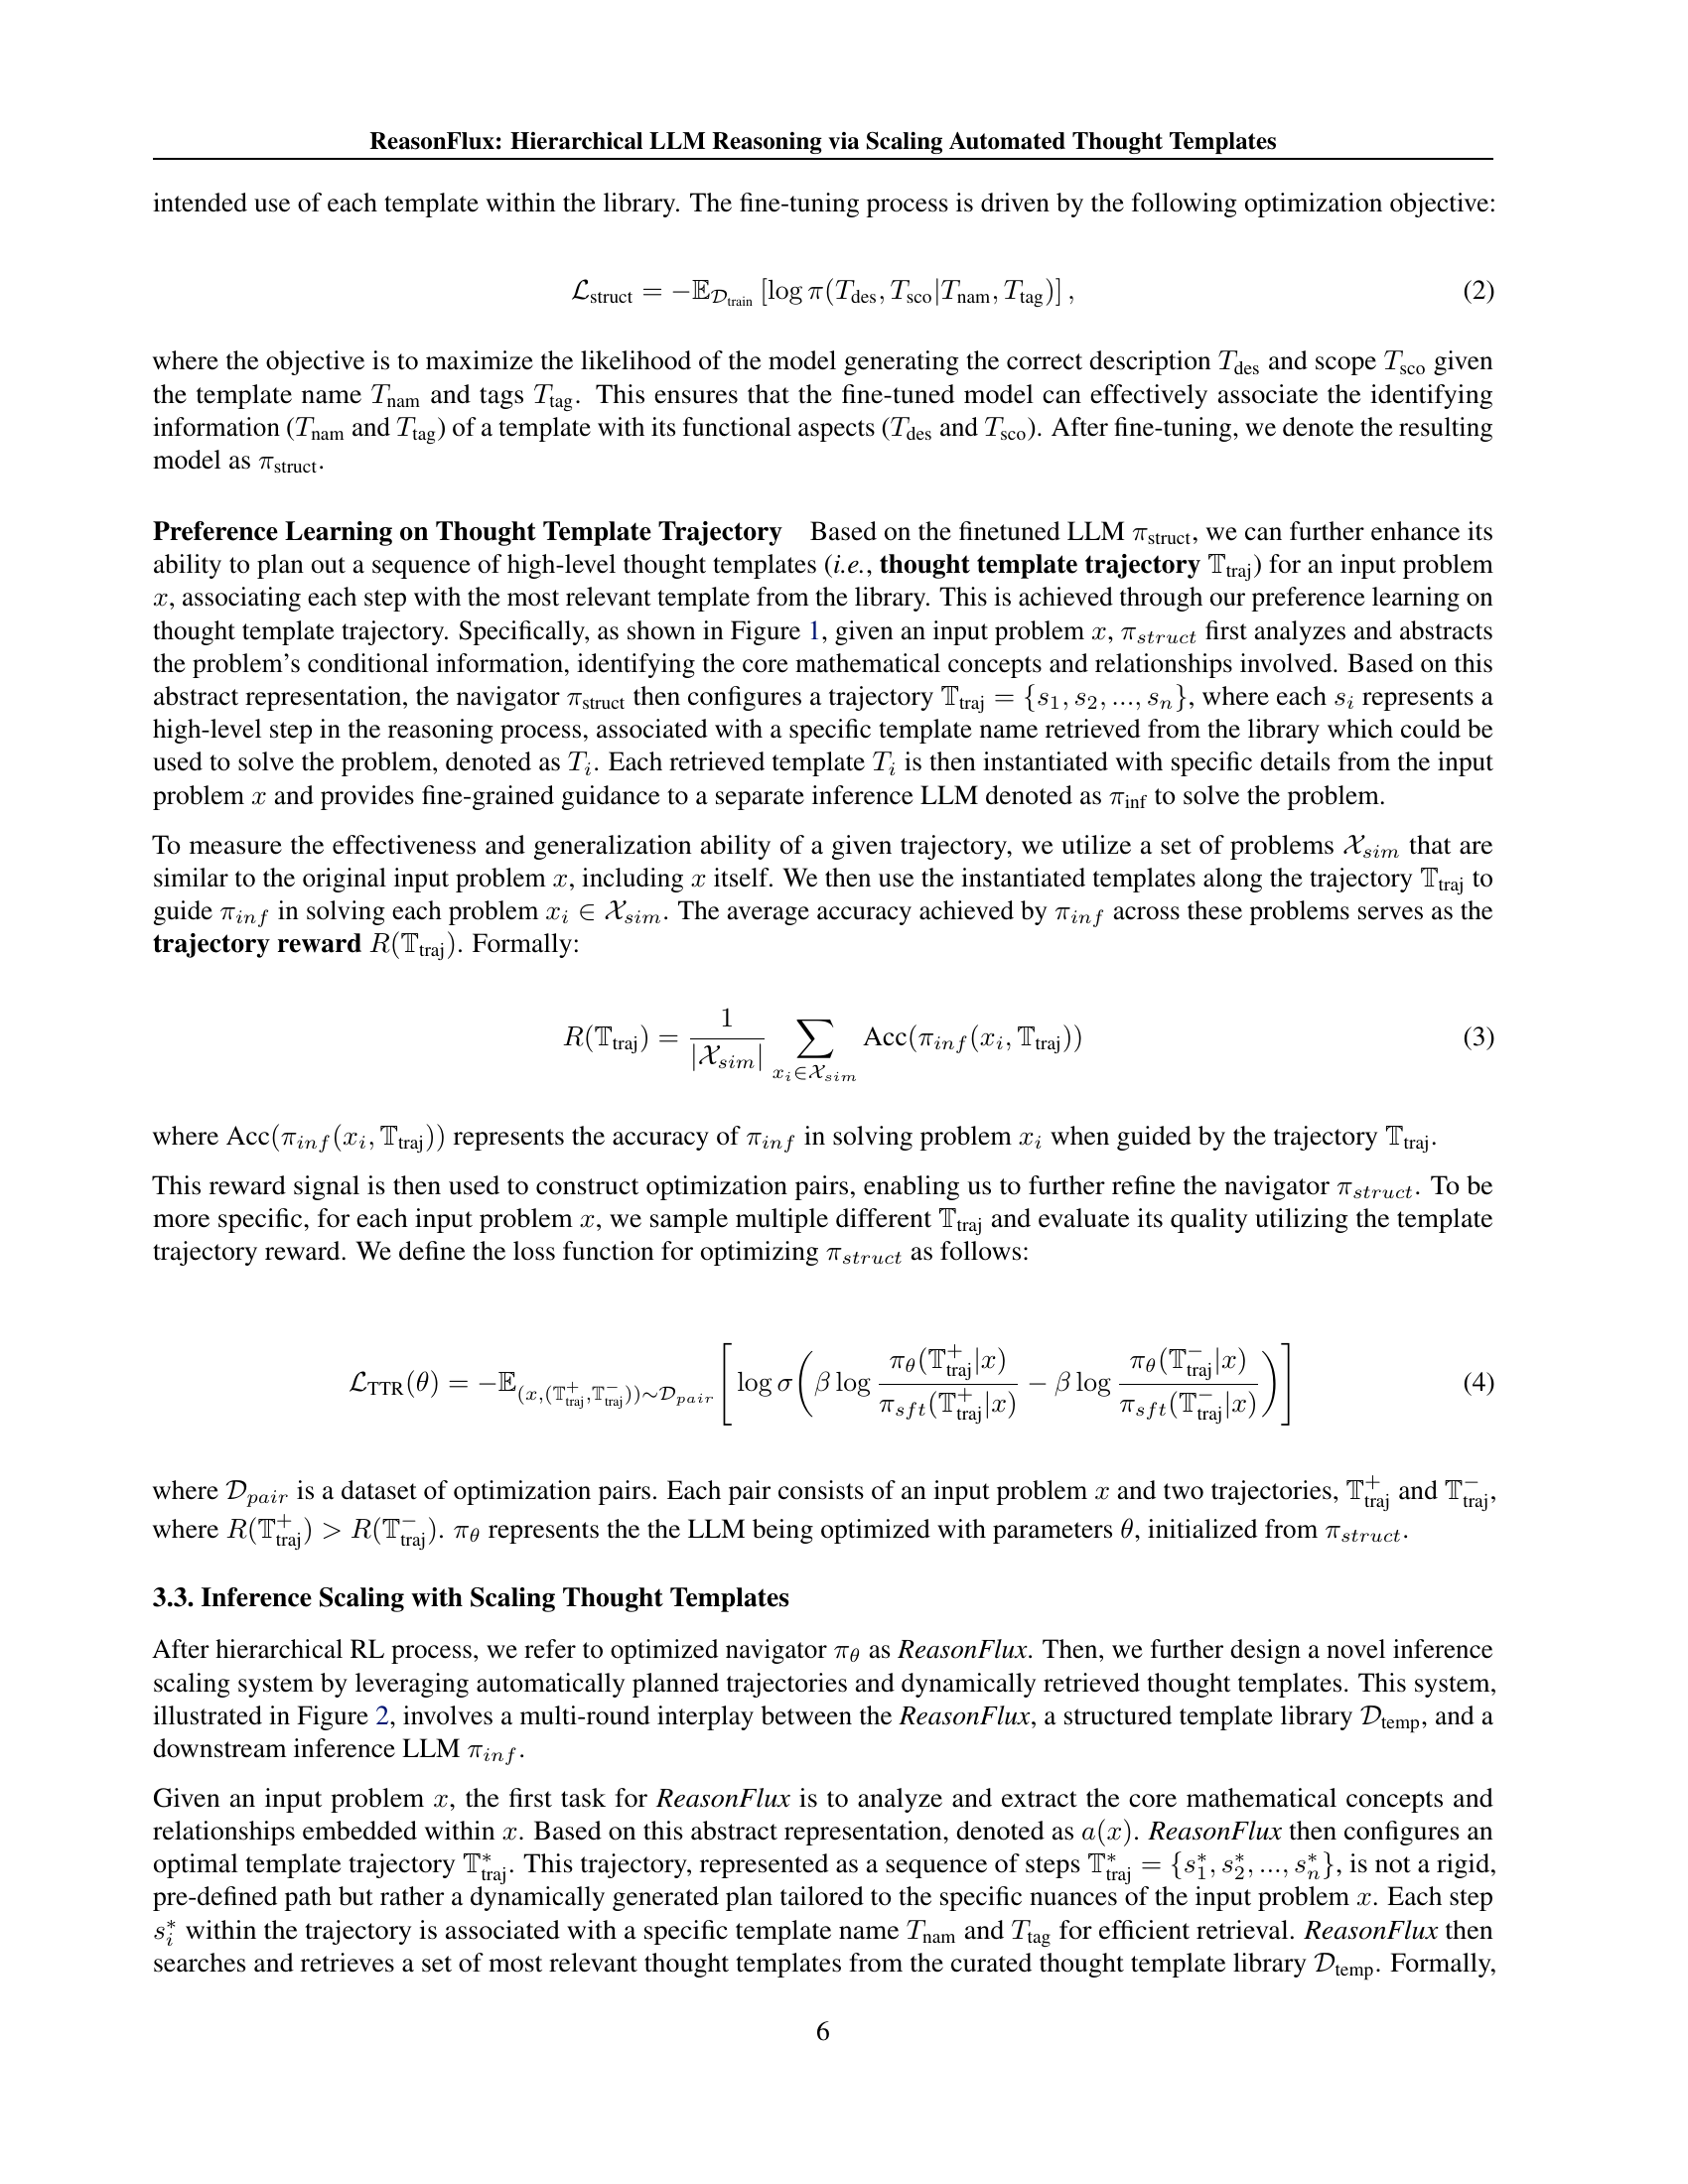 ReasonFlux: Hierarchical LLM Reasoning via Scaling Automated Thought Templates
intended use of each template within the library. The fine-tuning process is driven by the following optimization objective:
$\mathcal{L}_{\text{struct}} = -\mathbb{E}_{\mathcal{D}_{\text{train}}} \left[\log \pi(T_{\text{des}}, T_{\text{sco}} | T_{\text{nam}}, T_{\text{tag}})\right],$ (2)
where the objective is to maximize the likelihood of the model generating the correct description $T_{\text{des}}$ and scope $T_{\text{sco}}$ given
the template name $T_{\text{nam}}$ and tags $T_{\text{tag}}$. This ensures that the fine-tuned model can effectively associate the identifying
information ($T_{\text{nam}}$ and $T_{\text{tag}}$) of a template with its functional aspects ($T_{\text{des}}$ and $T_{\text{sco}}$). After fine-tuning, we denote the resulting
model as $\pi_{\text{struct}}$.
Preference Learning on Thought Template Trajectory Based on the finetuned LLM $\pi_{\text{struct}}$, we can further enhance its
ability to plan out a sequence of high-level thought templates (i.e., thought template trajectory $\mathbb{T}_{\text{traj}}$) for an input problem
$x$, associating each step with the most relevant template from the library. This is achieved through our preference learning on
thought template trajectory. Specifically, as shown in Figure 1, given an input problem $x$, $\pi_{struct}$ first analyzes and abstracts
the problem's conditional information, identifying the core mathematical concepts and relationships involved. Based on this
abstract representation, the navigator $\pi_{\text{struct}}$ then configures a trajectory $\mathbb{T}_{\text{traj}} = \{s_1, s_2, ..., s_n\}$, where each $s_i$ represents a
high-level step in the reasoning process, associated with a specific template name retrieved from the library which could be
used to solve the problem, denoted as $T_i$. Each retrieved template $T_i$ is then instantiated with specific details from the input
problem $x$ and provides fine-grained guidance to a separate inference LLM denoted as $\pi_{\text{inf}}$ to solve the problem.
To measure the effectiveness and generalization ability of a given trajectory, we utilize a set of problems $\mathcal{X}_{sim}$ that are
similar to the original input problem $x$, including $x$ itself. We then use the instantiated templates along the trajectory $\mathbb{T}_{\text{traj}}$ to
guide $\pi_{inf}$ in solving each problem $x_i \in \mathcal{X}_{sim}$. The average accuracy achieved by $\pi_{inf}$ across these problems serves as the
trajectory reward $R(\mathbb{T}_{\text{traj}})$. Formally:
$R(\mathbb{T}_{\text{traj}}) = \frac{1}{|\mathcal{X}_{sim}|} \sum_{x_i \in \mathcal{X}_{sim}} \text{Acc}(\pi_{inf}(x_i, \mathbb{T}_{\text{traj}}))$ (3)
where $\text{Acc}(\pi_{inf}(x_i, \mathbb{T}_{\text{traj}}))$ represents the accuracy of $\pi_{inf}$ in solving problem $x_i$ when guided by the trajectory $\mathbb{T}_{\text{traj}}$.
This reward signal is then used to construct optimization pairs, enabling us to further refine the navigator $\pi_{struct}$. To be
more specific, for each input problem $x$, we sample multiple different $\mathbb{T}_{\text{traj}}$ and evaluate its quality utilizing the template
trajectory reward. We define the loss function for optimizing $\pi_{struct}$ as follows:
$\mathcal{L}_{\text{TTR}}(\theta) = -\mathbb{E}_{(x,(\mathbb{T}^+_{\text{traj}},\mathbb{T}^-_{\text{traj}}))\sim\mathcal{D}_{pair}} \left[ \log \sigma \left( \beta \log \frac{\pi_\theta(\mathbb{T}^+_{\text{traj}}|x)}{\pi_{sft}(\mathbb{T}^+_{\text{traj}}|x)} - \beta \log \frac{\pi_\theta(\mathbb{T}^-_{\text{traj}}|x)}{\pi_{sft}(\mathbb{T}^-_{\text{traj}}|x)} \right) \right]$ (4)
where $\mathcal{D}_{pair}$ is a dataset of optimization pairs. Each pair consists of an input problem $x$ and two trajectories, $\mathbb{T}^+_{\text{traj}}$ and $\mathbb{T}^-_{\text{traj}}$,
where $R(\mathbb{T}^+_{\text{traj}}) > R(\mathbb{T}^-_{\text{traj}})$. $\pi_\theta$ represents the the LLM being optimized with parameters $\theta$, initialized from $\pi_{struct}$.
3.3. Inference Scaling with Scaling Thought Templates
After hierarchical RL process, we refer to optimized navigator $\pi_\theta$ as ReasonFlux. Then, we further design a novel inference
scaling system by leveraging automatically planned trajectories and dynamically retrieved thought templates. This system,
illustrated in Figure 2, involves a multi-round interplay between the ReasonFlux, a structured template library $\mathcal{D}_{\text{temp}}$, and a
downstream inference LLM $\pi_{inf}$.
Given an input problem $x$, the first task for ReasonFlux is to analyze and extract the core mathematical concepts and
relationships embedded within $x$. Based on this abstract representation, denoted as $a(x)$. ReasonFlux then configures an
optimal template trajectory $\mathbb{T}^*_{\text{traj}}$. This trajectory, represented as a sequence of steps $\mathbb{T}^*_{\text{traj}} = \{s^*_1, s^*_2, ..., s^*_n\}$, is not a rigid,
pre-defined path but rather a dynamically generated plan tailored to the specific nuances of the input problem $x$. Each step
$s^*_i$ within the trajectory is associated with a specific template name $T_{\text{nam}}$ and $T_{\text{tag}}$ for efficient retrieval. ReasonFlux then
searches and retrieves a set of most relevant thought templates from the curated thought template library $\mathcal{D}_{\text{temp}}$. Formally,
6